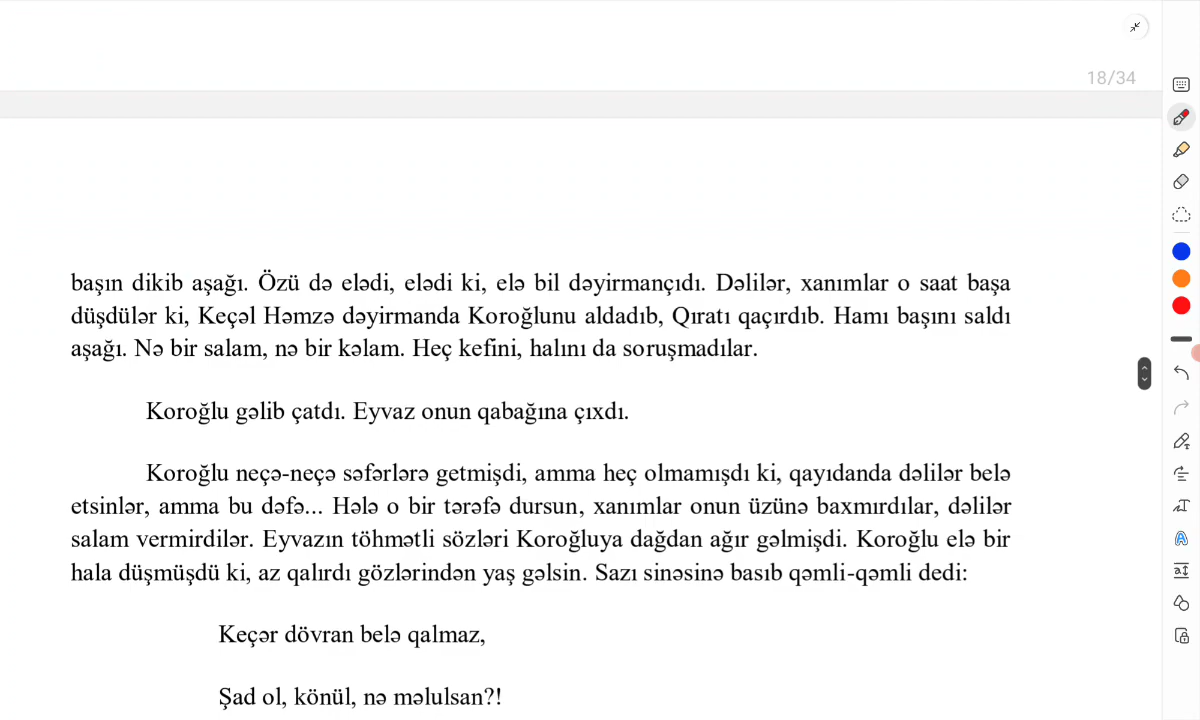 18/34
başın dikib aşağı. Özü də elədi, elədi ki, elə bil dəyirmançıdı. Dəlilər, xanımlar o saat başa
düşdülər ki, Keçəl Həmzə dəyirmanda Koroğlunu aldadıb, Qıratı qaçırdıb. Hamı başını saldı
aşağı. Nə bir salam, nə bir kəlam. Heç kefini, halını da soruşmadılar.
Koroğlu gəlib çatdı. Eyvaz onun qabağına çıxdı.
Koroğlu neçə-neçə səfərlərə getmişdi, amma heç olmamışdı ki, qayıdanda dəlilər belə
etsinlər, amma bu dəfə... Hələ o bir tərəfə dursun, xanımlar onun üzünə baxmırdılar, dəlilər
salam vermirdilər. Eyvazın töhmətli sözləri Koroğluya dağdan ağır gəlmişdi. Koroğlu elə bir
hala düşmüşdü ki, az qalırdı gözlərindən yaş gəlsin. Sazı sinəsinə basıb qəmli-qəmli dedi:
Keçər dövran belə qalmaz,
Şad ol, könül, nə məlulsan?!